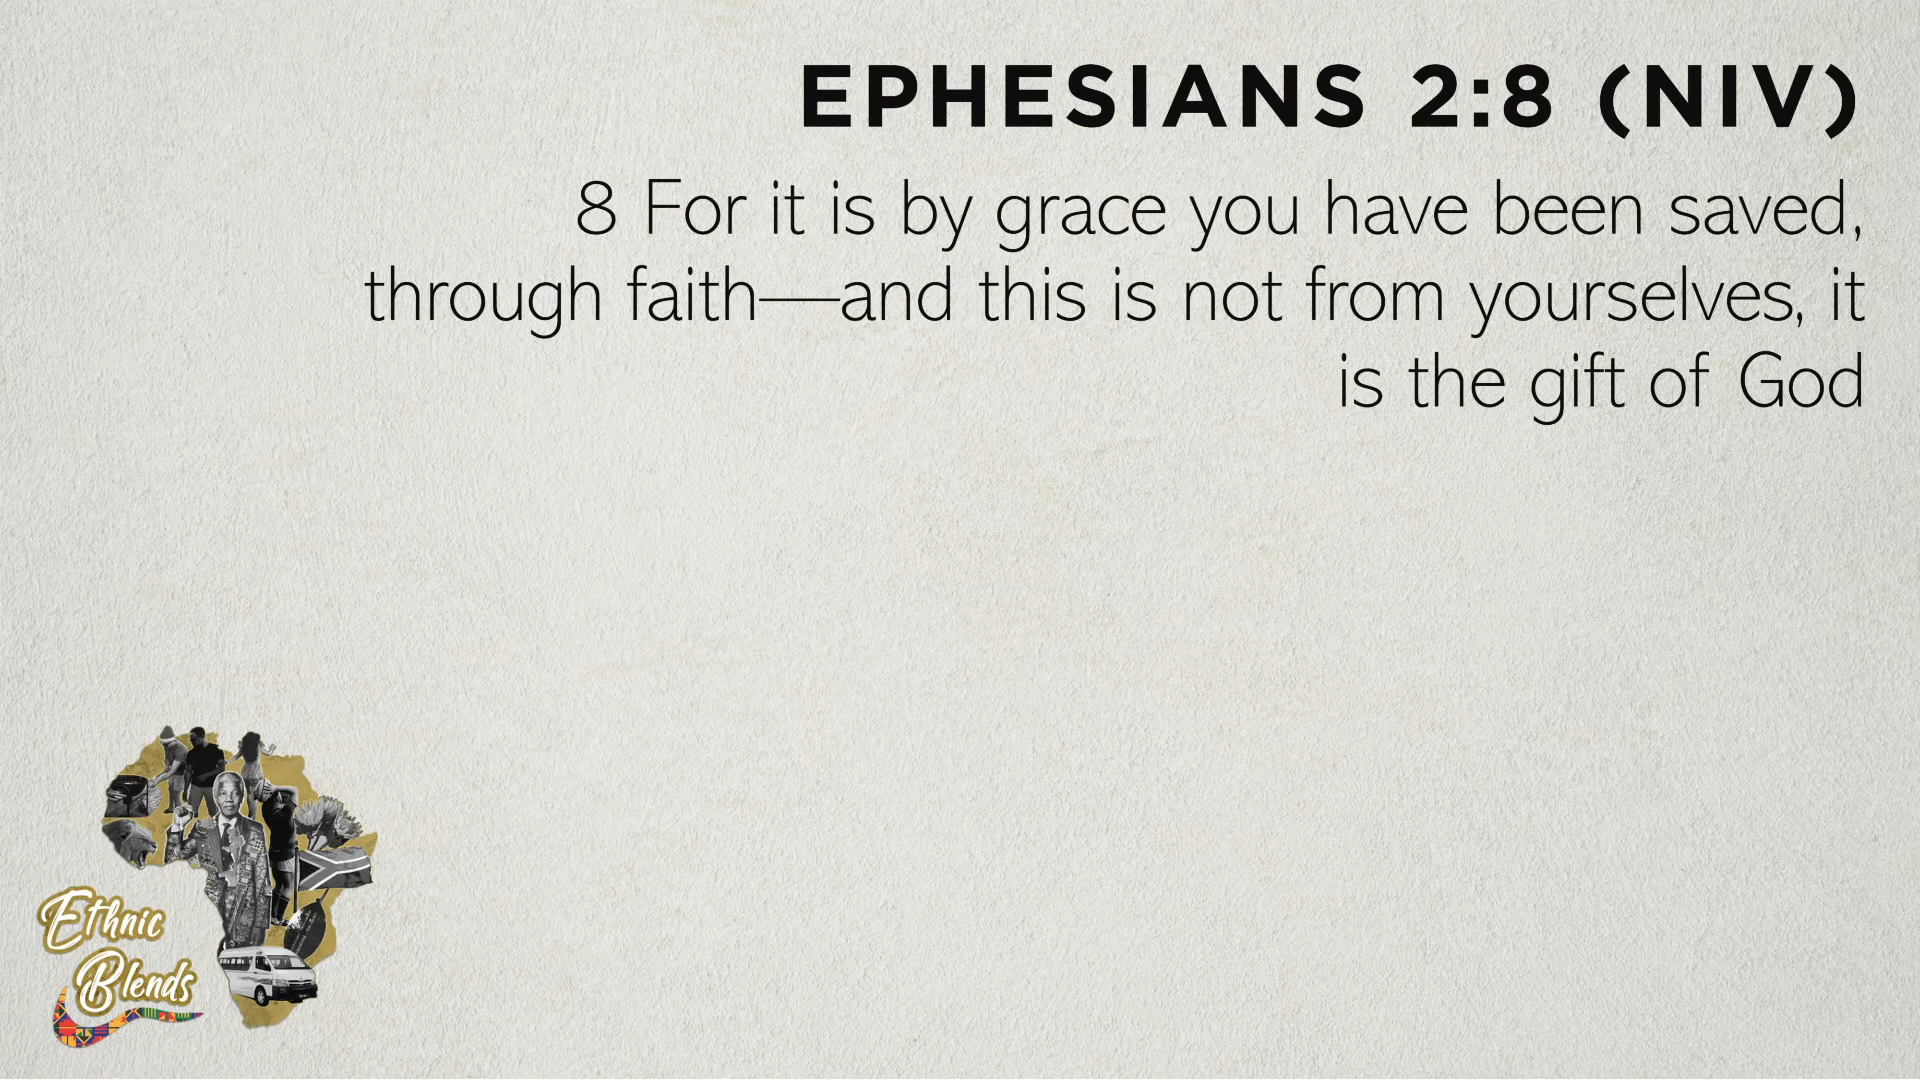 EPHESIANS 2:8 (NIV)
8 For it is by grace you have been saved,
through faith—and this is not from yourselves, it
is the gift of God
Ethnic
Blends